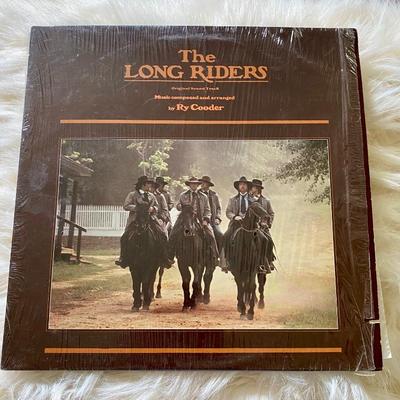 The
LONG RIDERS
Original Sound Track
Music composed and arranged
by Ry Cooder